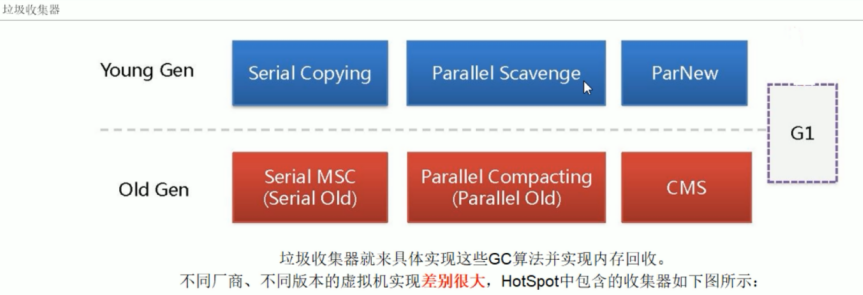 垃圾收集器
Young Gen
Serial Copying
Parallel Scavenge
ParNew
G1
Old Gen
Serial MSC
(Serial Old)
Parallel Compacting
(Parallel Old)
CMS
垃圾收集器就来具体实现这些GC算法并实现内存回收。
不同厂商、不同版本的虚拟机实现差别很大，HotSpot中包含的收集器如下图所示：